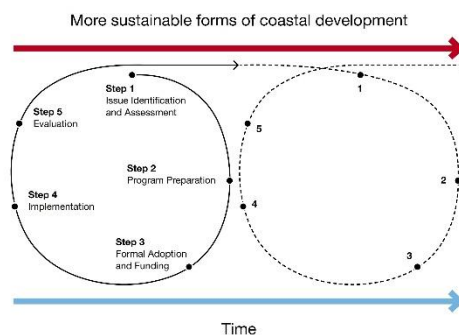 More sustainable forms of coastal development
Step 1
Issue Identification
and Assessment
Step 2
Program Preparation
Step 3
Formal Adoption
and Funding
Step 4
Implementation
Step 5
Evaluation
1
2
3
4
5
Time